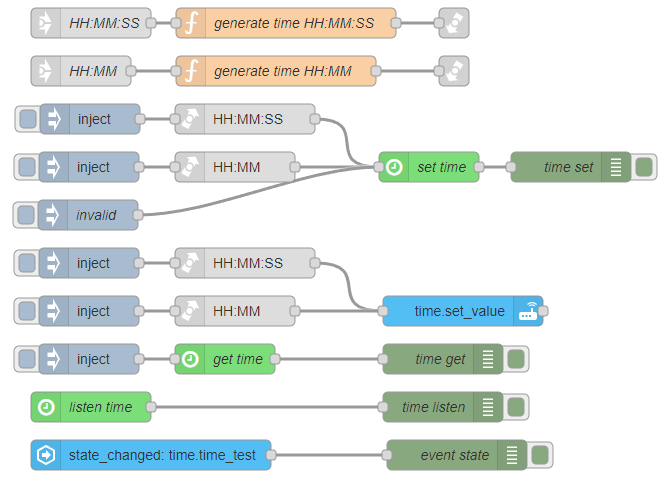 HH:MM:SS generate time HH:MM:SS
HH:MM generate time HH:MM
inject HH:MM:SS
inject HH:MM set time time set
invalid
inject HH:MM:SS
inject HH:MM time.set_value
inject get time time get
listen time time listen
state_changed: time.time_test event state